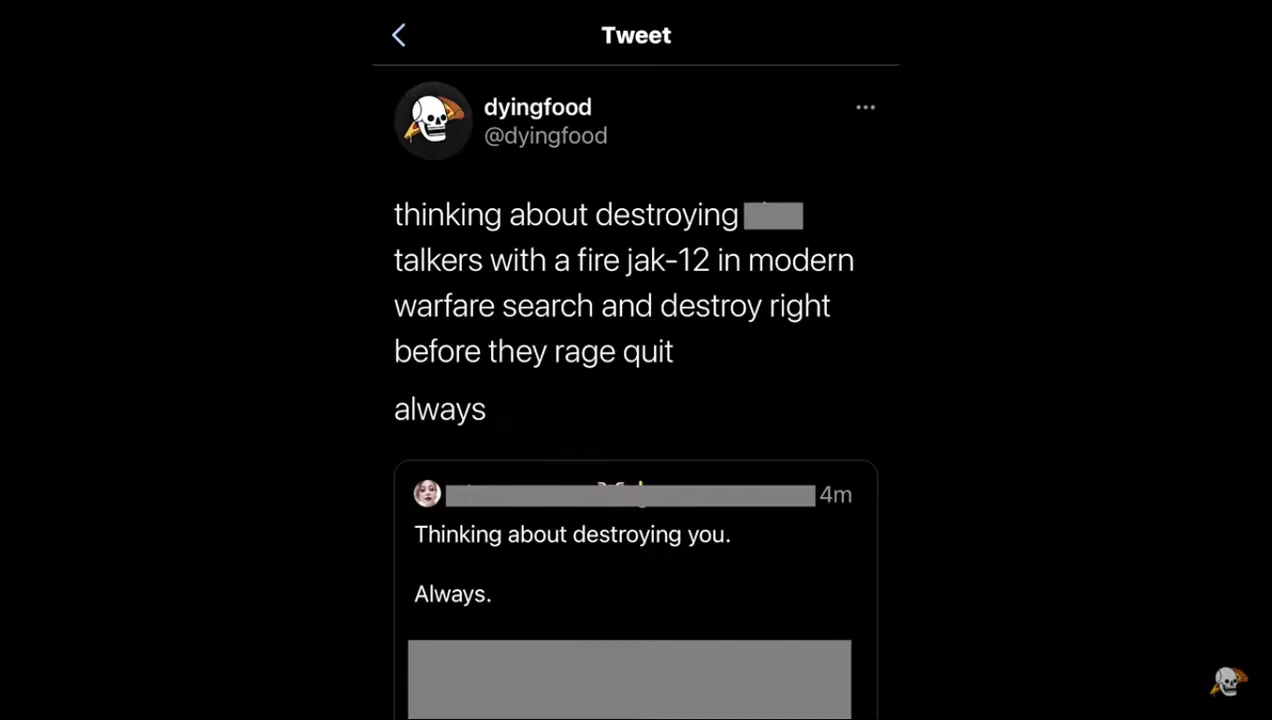 Tweet
dyingfood
@dyingfood
thinking about destroying
talkers with a fire jak-12 in modern
warfare search and destroy right
before they rage quit
always
4m
Thinking about destroying you.
Always.